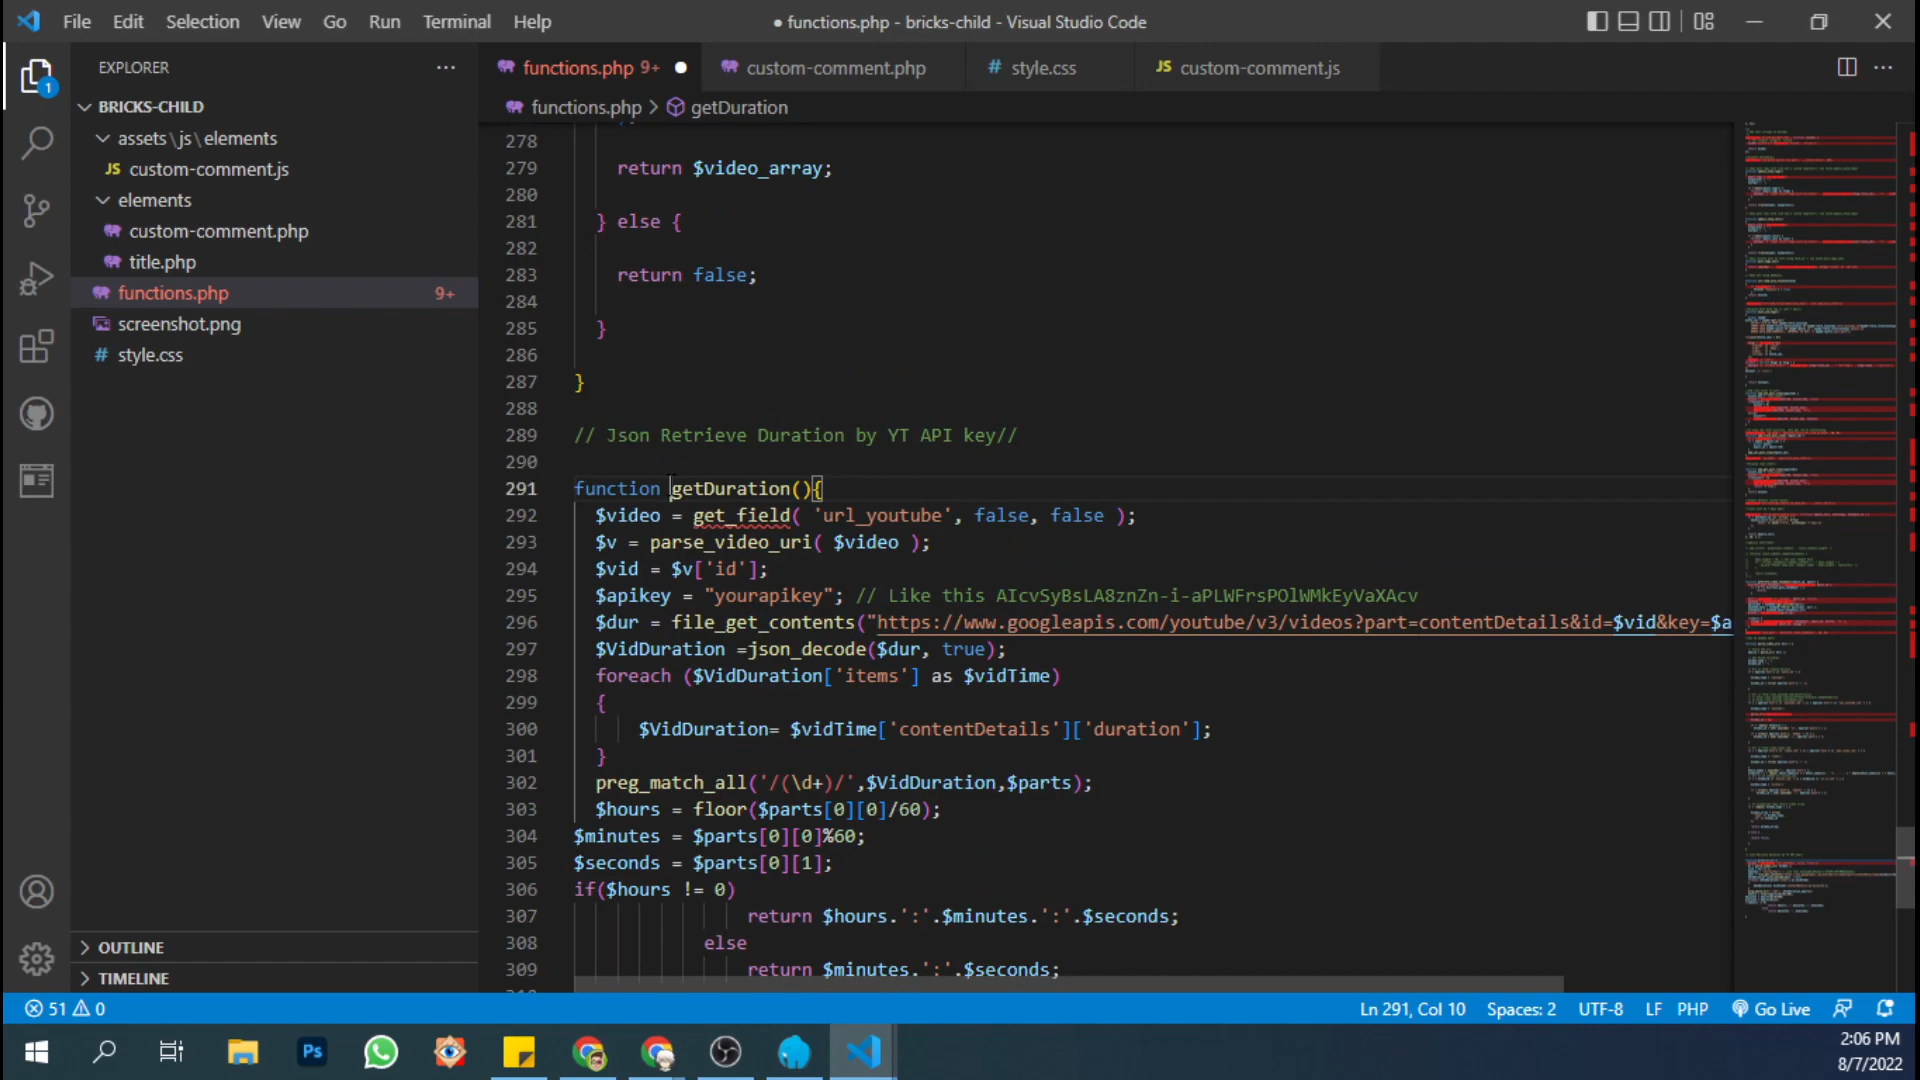 File Edit Selection View Go Run Terminal Help
● functions.php - bricks-child - Visual Studio Code
EXPLORER
functions.php 9+
custom-comment.php
# style.css
JS custom-comment.js
functions.php > getDuration
1
BRICKS-CHILD
assets\js\elements
JS custom-comment.js
elements
custom-comment.php
title.php
functions.php 9+
screenshot.png
# style.css
OUTLINE
TIMELINE
278
279 return $video_array;
280
281 } else {
282
283 return false;
284
285 }
286
287 }
288
289 // Json Retrieve Duration by YT API key//
290
291 function getDuration(){
292 $video = get_field( 'url_youtube', false, false );
293 $v = parse_video_uri( $video );
294 $vid = $v['id'];
295 $apikey = "yourapikey"; // Like this AIcvSyBsLA8znZn-i-aPLWFrsPOlWMkEyVaXAcv
296 $dur = file_get_contents("https://www.googleapis.com/youtube/v3/videos?part=contentDetails&id=$vid&key=$a
297 $VidDuration =json_decode($dur, true);
298 foreach ($VidDuration['items'] as $vidTime)
299 {
300 $VidDuration= $vidTime['contentDetails']['duration'];
301 }
302 preg_match_all('/(\d+)/',$VidDuration,$parts);
303 $hours = floor($parts[0][0]/60);
304 $minutes = $parts[0][0]%60;
305 $seconds = $parts[0][1];
306 if($hours != 0)
307 return $hours.':'.$minutes.':'.$seconds;
308 else
309 return $minutes.':'.$seconds;
51 0
Ln 291, Col 10 Spaces: 2 UTF-8 LF PHP Go Live
Ps
2:06 PM
8/7/2022